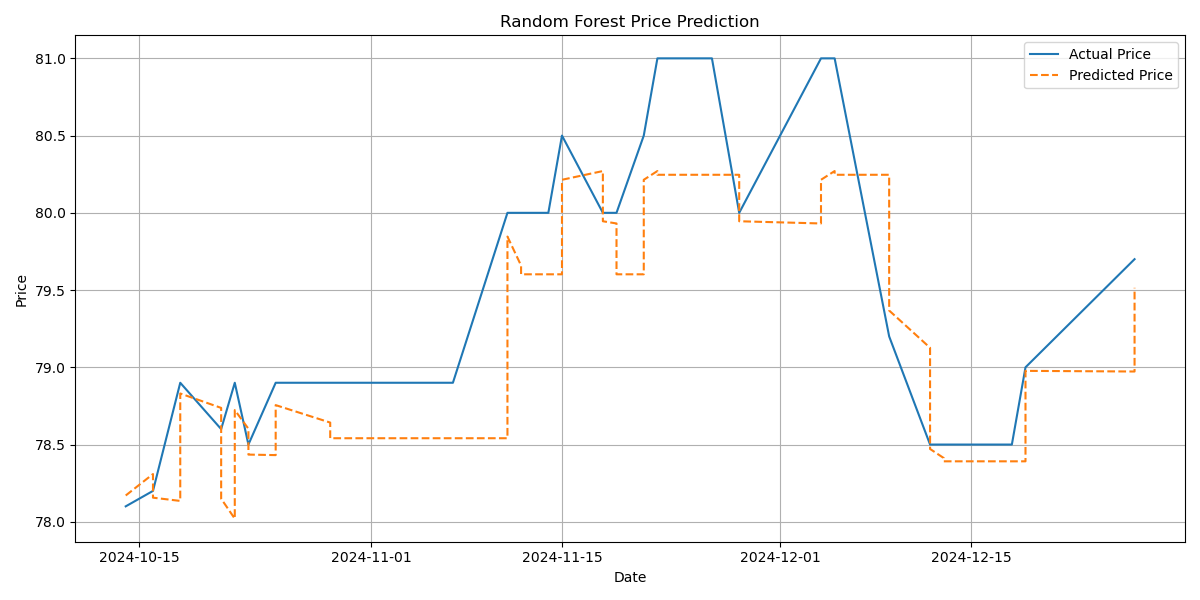 Random Forest Price Prediction
Actual Price
Predicted Price
81.0
80.5
80.0
79.5
79.0
78.5
78.0
Price
2024-10-15
2024-11-01
2024-11-15
2024-12-01
2024-12-15
Date